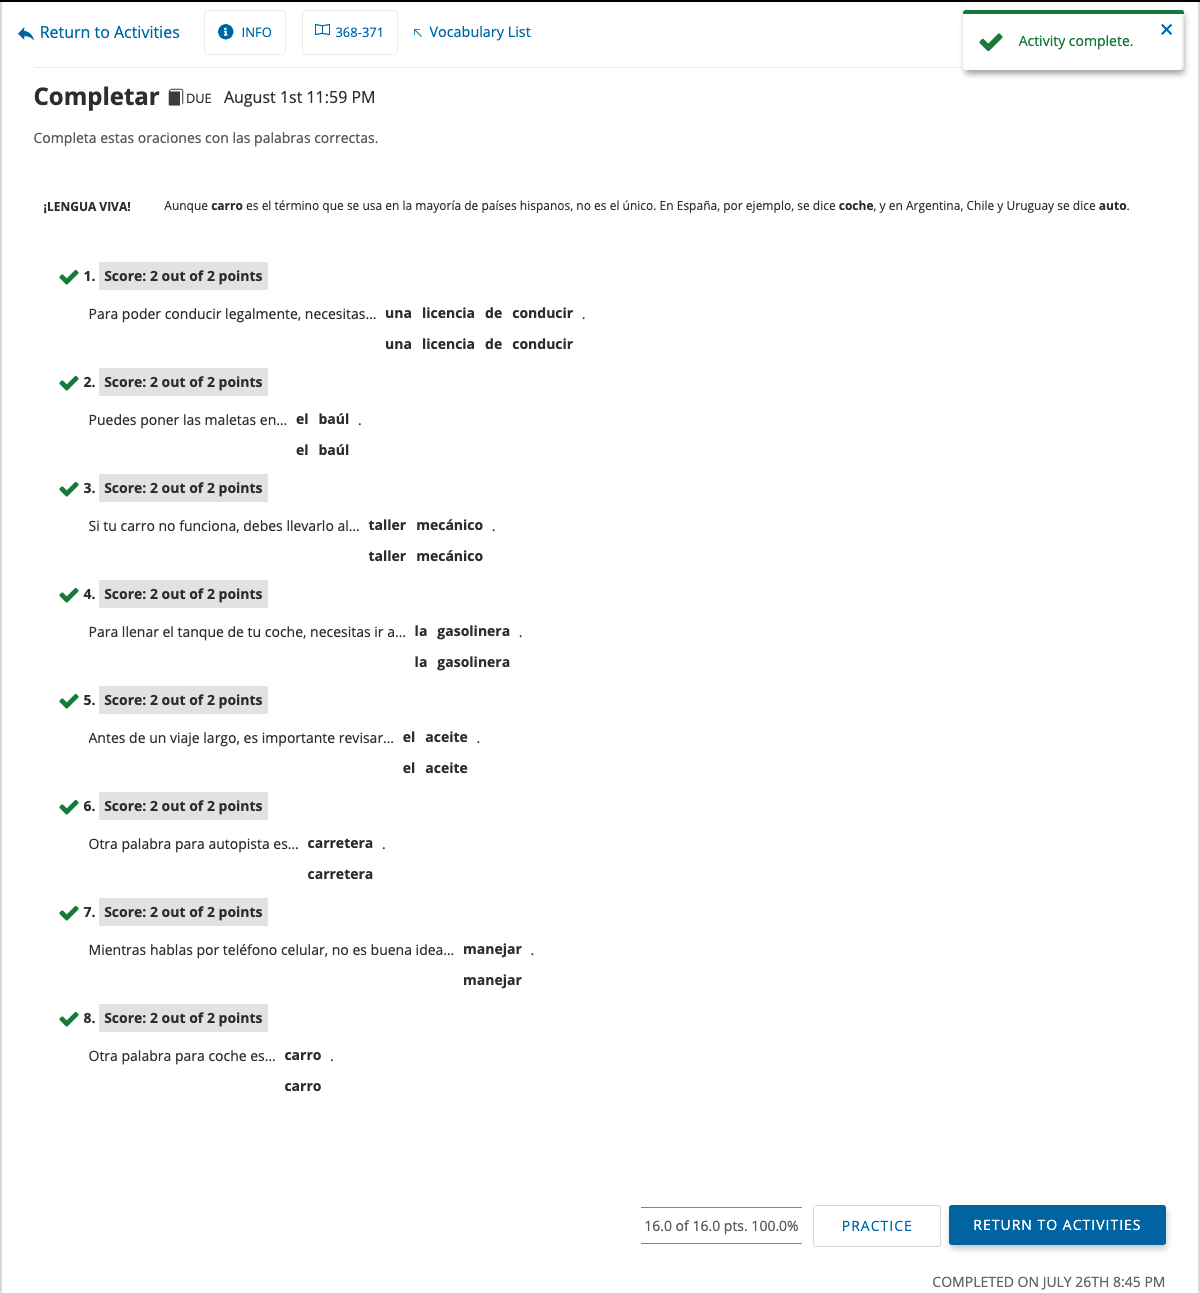 Return to Activities INFO 368-371 Vocabulary List
Activity complete.
Completar DUE August 1st 11:59 PM
Completa estas oraciones con las palabras correctas.
¡LENGUA VIVA! Aunque carro es el término que se usa en la mayoría de países hispanos, no es el único. En España, por ejemplo, se dice coche, y en Argentina, Chile y Uruguay se dice auto.
1. Score: 2 out of 2 points
Para poder conducir legalmente, necesitas... una licencia de conducir .
una licencia de conducir
2. Score: 2 out of 2 points
Puedes poner las maletas en... el baúl .
el baúl
3. Score: 2 out of 2 points
Si tu carro no funciona, debes llevarlo al... taller mecánico .
taller mecánico
4. Score: 2 out of 2 points
Para llenar el tanque de tu coche, necesitas ir a... la gasolinera .
la gasolinera
5. Score: 2 out of 2 points
Antes de un viaje largo, es importante revisar... el aceite .
el aceite
6. Score: 2 out of 2 points
Otra palabra para autopista es... carretera .
carretera
7. Score: 2 out of 2 points
Mientras hablas por teléfono celular, no es buena idea... manejar .
manejar
8. Score: 2 out of 2 points
Otra palabra para coche es... carro .
carro
16.0 of 16.0 pts. 100.0% PRACTICE RETURN TO ACTIVITIES
COMPLETED ON JULY 26TH 8:45 PM